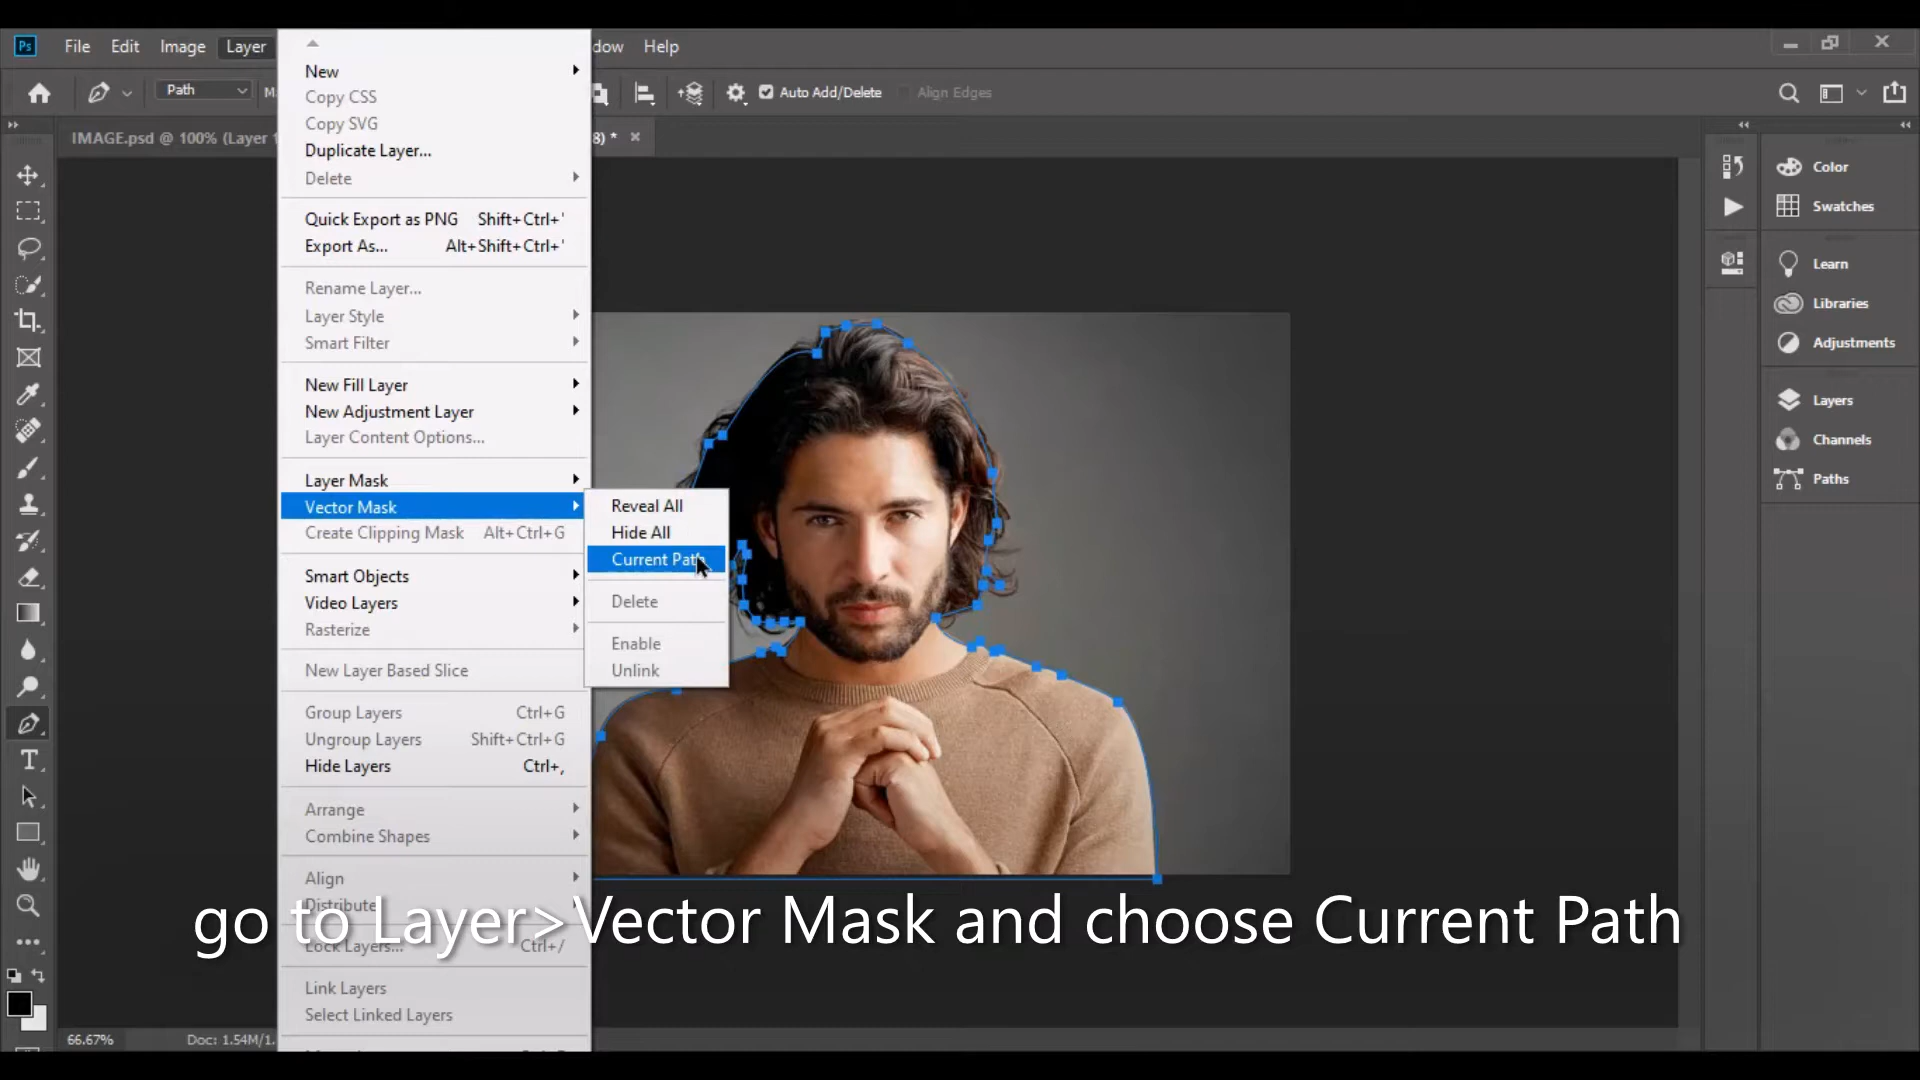 Ps File Edit Image Layer dow Help
Path Auto Add/Delete Align Edges
IMAGE.psd @ 100% (Layer 8) *
New
Copy CSS
Copy SVG
Duplicate Layer...
Delete
Quick Export as PNG Shift+Ctrl+'
Export As... Alt+Shift+Ctrl+'
Rename Layer...
Layer Style
Smart Filter
New Fill Layer
New Adjustment Layer
Layer Content Options...
Layer Mask
Vector Mask
Create Clipping Mask Alt+Ctrl+G
Smart Objects
Video Layers
Rasterize
New Layer Based Slice
Group Layers Ctrl+G
Ungroup Layers Shift+Ctrl+G
Hide Layers Ctrl+,
Arrange
Combine Shapes
Align
Distribute
Lock Layers... Ctrl+/
Link Layers
Select Linked Layers
Reveal All
Hide All
Current Path
Delete
Enable
Unlink
Color
Swatches
Learn
Libraries
Adjustments
Layers
Channels
Paths
go to Layer>Vector Mask and choose Current Path
66.67% Doc: 1.54M/1.